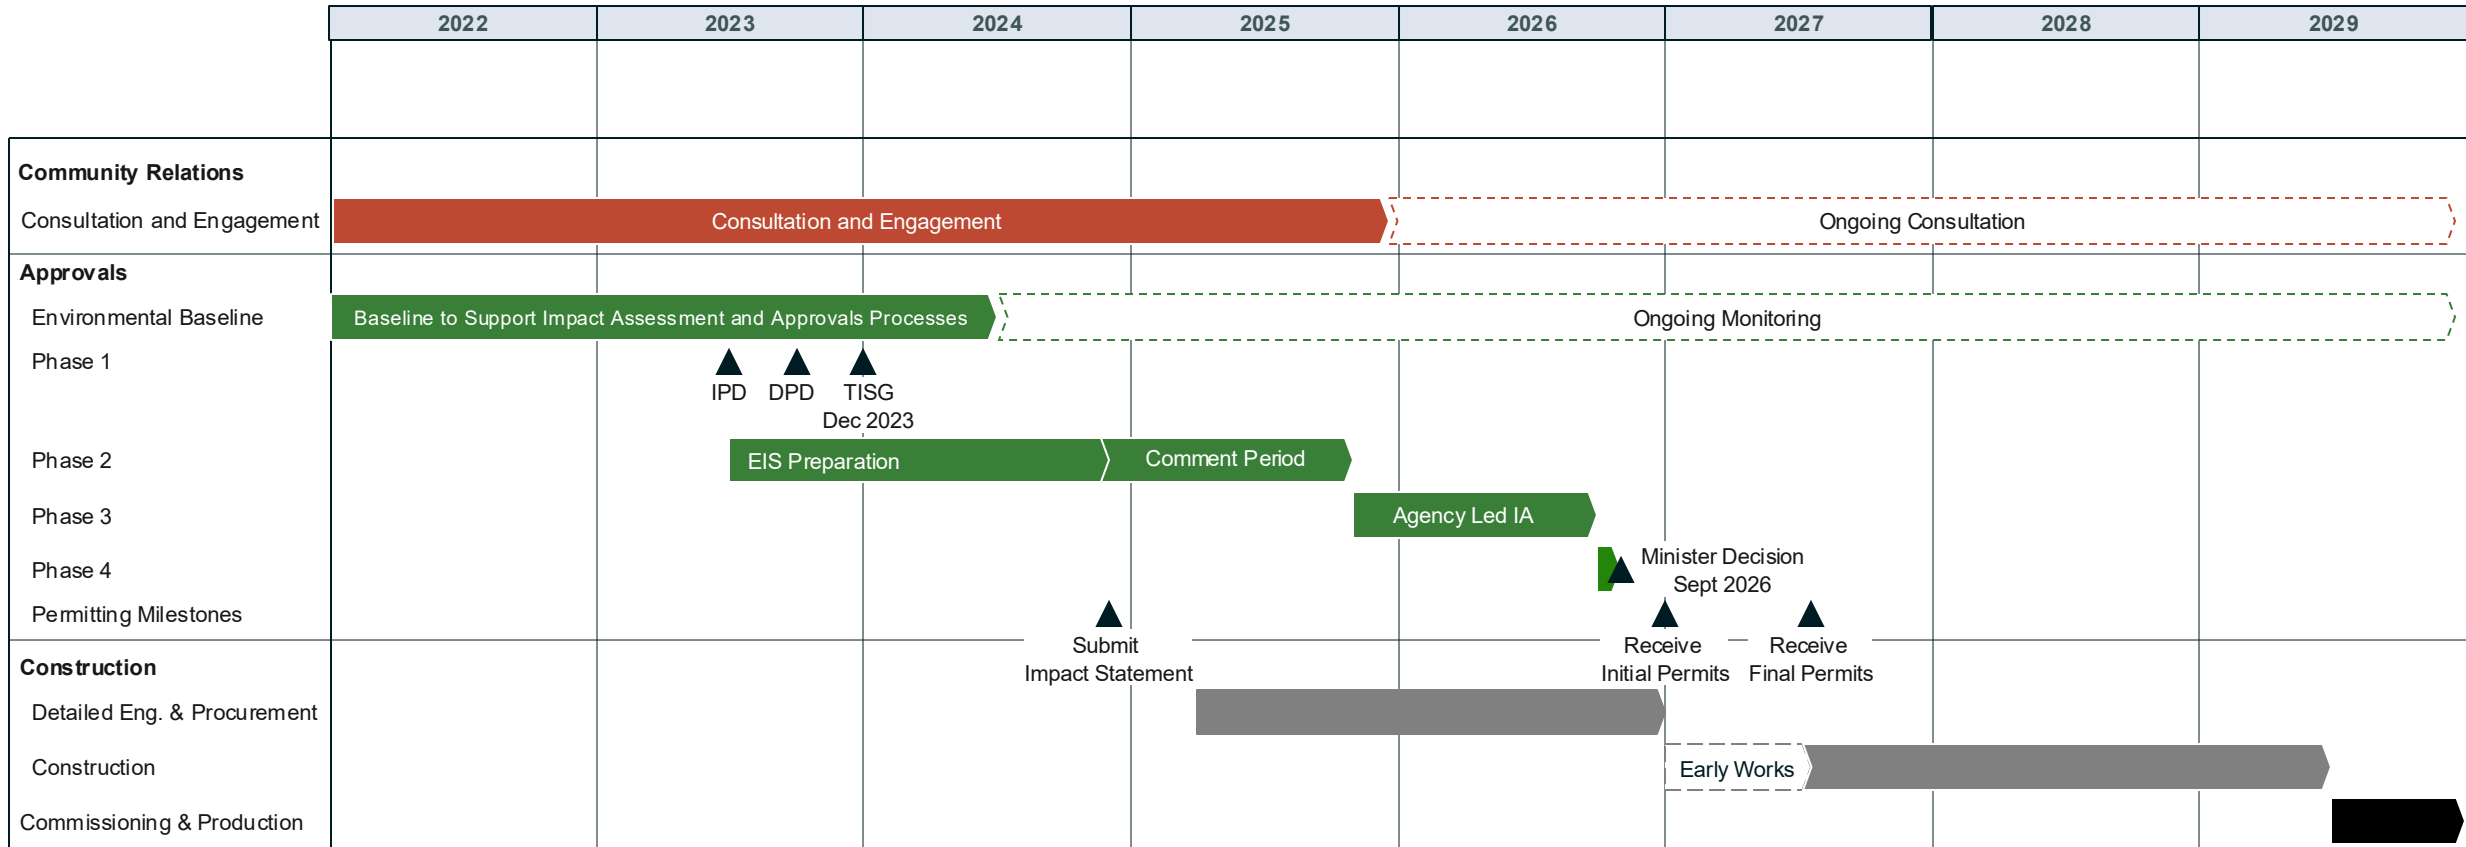 2022 2023 2024 2025 2026 2027 2028 2029
Community Relations
Consultation and Engagement
Consultation and Engagement
Ongoing Consultation
Approvals
Environmental Baseline
Baseline to Support Impact Assessment and Approvals Processes
Ongoing Monitoring
Phase 1
IPD
DPD
TISG
Dec 2023
Phase 2
EIS Preparation
Comment Period
Phase 3
Agency Led IA
Phase 4
Minister Decision
Sept 2026
Permitting Milestones
Submit
Impact Statement
Receive
Initial Permits
Receive
Final Permits
Construction
Detailed Eng. & Procurement
Construction
Early Works
Commissioning & Production